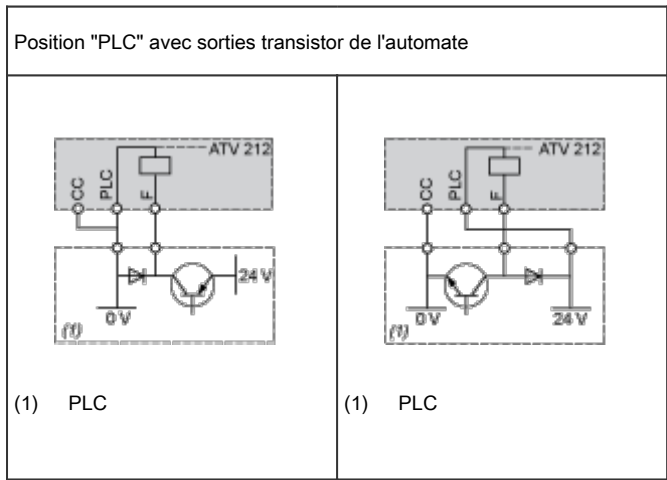 Position "PLC" avec sorties transistor de l'automate
ATV 212
CC
PLC
F
24 V
0 V
(1)
(1) PLC
ATV 212
CC
PLC
F
0 V
24 V
(1)
(1) PLC